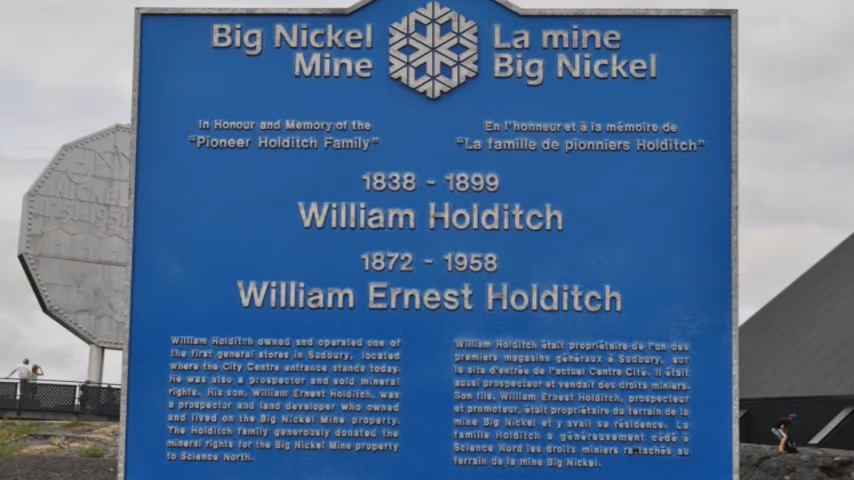 Big Nickel Mine
La mine Big Nickel
In Honour and Memory of the
"Pioneer Holditch Family"
En l'honneur et à la mémoire de
"La famille de pionniers Holditch"
1838 - 1899
William Holditch
1872 - 1958
William Ernest Holditch
William Holditch owned and operated one of
the first general stores in Sudbury, located
where the City Centre entrance stands today.
He was also a prospector and sold mineral
rights. His son, William Ernest Holditch, was
a prospector and land developer who owned
and lived on the Big Nickel Mine property.
The Holditch family generously donated the
mineral rights for the Big Nickel Mine property
to Science North.
William Holditch était propriétaire de l'un des
premiers magasins généraux à Sudbury, sur
le site d'entrée de l'actuel Centre Cité. Il était
aussi prospecteur et vendait des droits miniers.
Son fils, William Ernest Holditch, prospecteur
et promoteur, était propriétaire du terrain de la
mine Big Nickel et y avait sa résidence. La
famille Holditch a généreusement cédé à
Science Nord les droits miniers rattachés au
terrain de la mine Big Nickel.
NICKEL
1751-1951